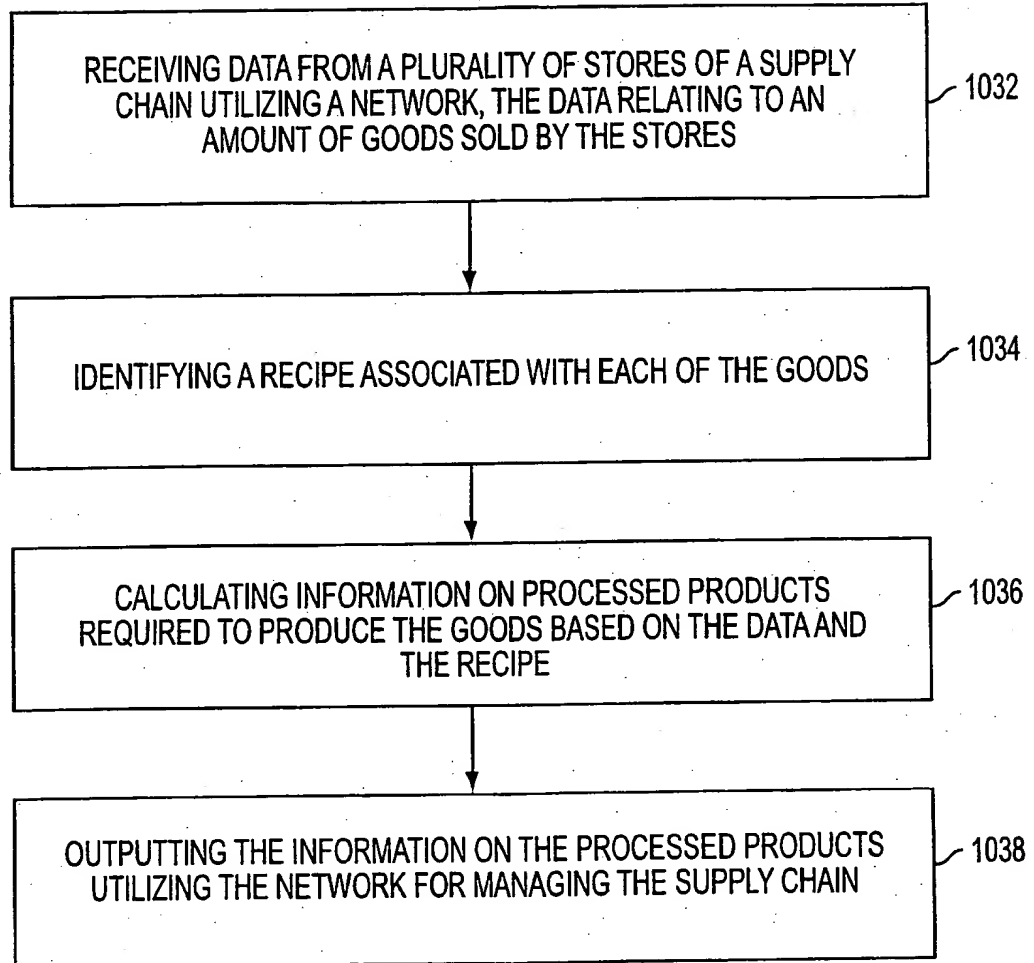 RECEIVING DATA FROM A PLURALITY OF STORES OF A SUPPLY
CHAIN UTILIZING A NETWORK, THE DATA RELATING TO AN
AMOUNT OF GOODS SOLD BY THE STORES
1032
IDENTIFYING A RECIPE ASSOCIATED WITH EACH OF THE GOODS
1034
CALCULATING INFORMATION ON PROCESSED PRODUCTS
REQUIRED TO PRODUCE THE GOODS BASED ON THE DATA AND
THE RECIPE
1036
OUTPUTTING THE INFORMATION ON THE PROCESSED PRODUCTS
UTILIZING THE NETWORK FOR MANAGING THE SUPPLY CHAIN
1038